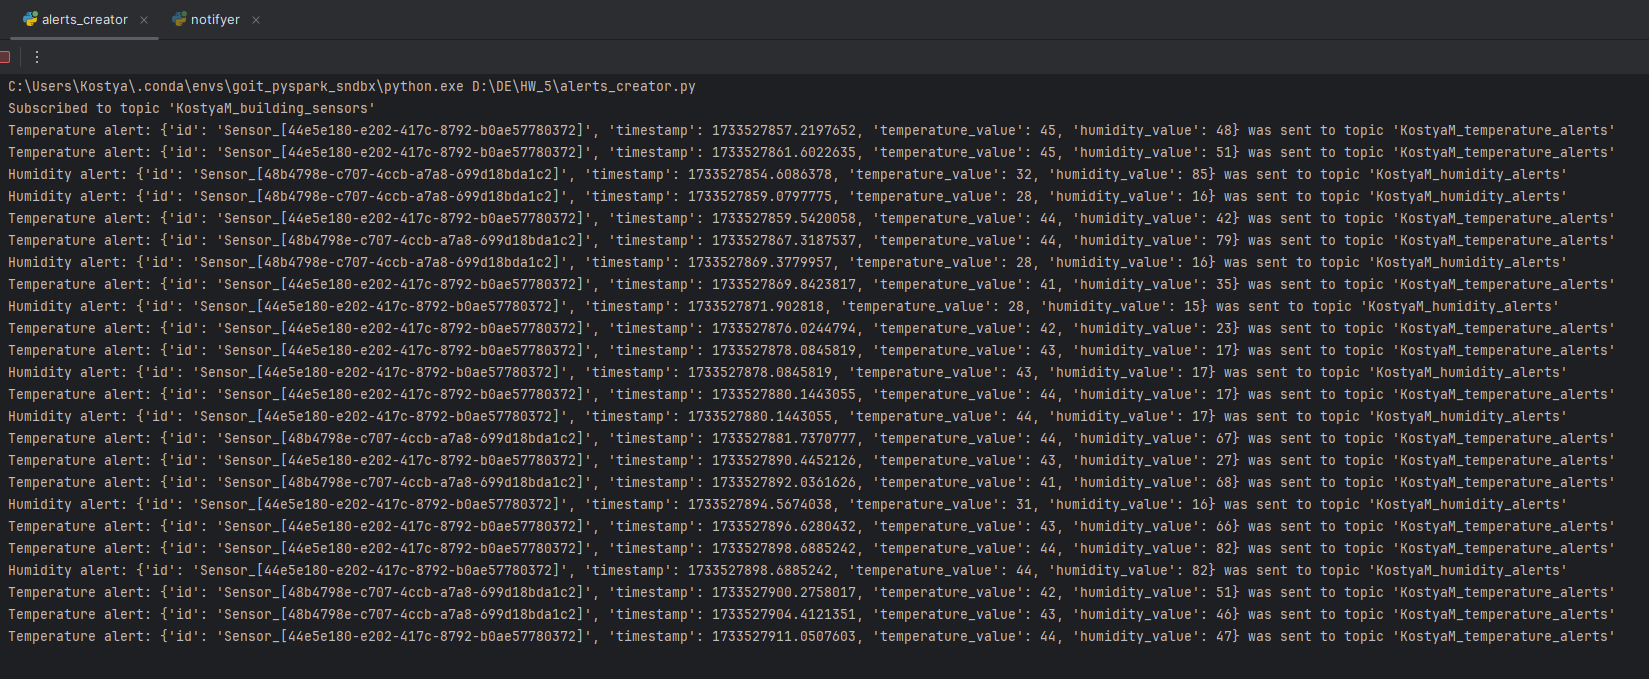 alerts_creator × notifyer ×
C:\Users\Kostya\.conda\envs\goit_pyspark_sndbx\python.exe D:\DE\HW_5\alerts_creator.py
Subscribed to topic 'KostyaM_building_sensors'
Temperature alert: {'id': 'Sensor_[44e5e180-e202-417c-8792-b0ae57780372]', 'timestamp': 1733527857.2197652, 'temperature_value': 45, 'humidity_value': 48} was sent to topic 'KostyaM_temperature_alerts'
Temperature alert: {'id': 'Sensor_[44e5e180-e202-417c-8792-b0ae57780372]', 'timestamp': 1733527861.6022635, 'temperature_value': 45, 'humidity_value': 51} was sent to topic 'KostyaM_temperature_alerts'
Humidity alert: {'id': 'Sensor_[48b4798e-c707-4ccb-a7a8-699d18bda1c2]', 'timestamp': 1733527854.6086378, 'temperature_value': 32, 'humidity_value': 85} was sent to topic 'KostyaM_humidity_alerts'
Humidity alert: {'id': 'Sensor_[48b4798e-c707-4ccb-a7a8-699d18bda1c2]', 'timestamp': 1733527859.0797775, 'temperature_value': 28, 'humidity_value': 16} was sent to topic 'KostyaM_humidity_alerts'
Temperature alert: {'id': 'Sensor_[44e5e180-e202-417c-8792-b0ae57780372]', 'timestamp': 1733527859.5420058, 'temperature_value': 44, 'humidity_value': 42} was sent to topic 'KostyaM_temperature_alerts'
Temperature alert: {'id': 'Sensor_[48b4798e-c707-4ccb-a7a8-699d18bda1c2]', 'timestamp': 1733527867.3187537, 'temperature_value': 44, 'humidity_value': 79} was sent to topic 'KostyaM_temperature_alerts'
Humidity alert: {'id': 'Sensor_[48b4798e-c707-4ccb-a7a8-699d18bda1c2]', 'timestamp': 1733527869.3779957, 'temperature_value': 28, 'humidity_value': 16} was sent to topic 'KostyaM_humidity_alerts'
Temperature alert: {'id': 'Sensor_[44e5e180-e202-417c-8792-b0ae57780372]', 'timestamp': 1733527869.8423817, 'temperature_value': 41, 'humidity_value': 35} was sent to topic 'KostyaM_temperature_alerts'
Humidity alert: {'id': 'Sensor_[44e5e180-e202-417c-8792-b0ae57780372]', 'timestamp': 1733527871.902818, 'temperature_value': 28, 'humidity_value': 15} was sent to topic 'KostyaM_humidity_alerts'
Temperature alert: {'id': 'Sensor_[44e5e180-e202-417c-8792-b0ae57780372]', 'timestamp': 1733527876.0244794, 'temperature_value': 42, 'humidity_value': 23} was sent to topic 'KostyaM_temperature_alerts'
Temperature alert: {'id': 'Sensor_[44e5e180-e202-417c-8792-b0ae57780372]', 'timestamp': 1733527878.0845819, 'temperature_value': 43, 'humidity_value': 17} was sent to topic 'KostyaM_temperature_alerts'
Humidity alert: {'id': 'Sensor_[44e5e180-e202-417c-8792-b0ae57780372]', 'timestamp': 1733527878.0845819, 'temperature_value': 43, 'humidity_value': 17} was sent to topic 'KostyaM_humidity_alerts'
Temperature alert: {'id': 'Sensor_[44e5e180-e202-417c-8792-b0ae57780372]', 'timestamp': 1733527880.1443055, 'temperature_value': 44, 'humidity_value': 17} was sent to topic 'KostyaM_temperature_alerts'
Humidity alert: {'id': 'Sensor_[44e5e180-e202-417c-8792-b0ae57780372]', 'timestamp': 1733527880.1443055, 'temperature_value': 44, 'humidity_value': 17} was sent to topic 'KostyaM_humidity_alerts'
Temperature alert: {'id': 'Sensor_[48b4798e-c707-4ccb-a7a8-699d18bda1c2]', 'timestamp': 1733527881.7370777, 'temperature_value': 44, 'humidity_value': 67} was sent to topic 'KostyaM_temperature_alerts'
Temperature alert: {'id': 'Sensor_[44e5e180-e202-417c-8792-b0ae57780372]', 'timestamp': 1733527890.4452126, 'temperature_value': 43, 'humidity_value': 27} was sent to topic 'KostyaM_temperature_alerts'
Temperature alert: {'id': 'Sensor_[48b4798e-c707-4ccb-a7a8-699d18bda1c2]', 'timestamp': 1733527892.0361626, 'temperature_value': 41, 'humidity_value': 68} was sent to topic 'KostyaM_temperature_alerts'
Humidity alert: {'id': 'Sensor_[44e5e180-e202-417c-8792-b0ae57780372]', 'timestamp': 1733527894.5674038, 'temperature_value': 31, 'humidity_value': 16} was sent to topic 'KostyaM_humidity_alerts'
Temperature alert: {'id': 'Sensor_[44e5e180-e202-417c-8792-b0ae57780372]', 'timestamp': 1733527896.6280432, 'temperature_value': 43, 'humidity_value': 66} was sent to topic 'KostyaM_temperature_alerts'
Temperature alert: {'id': 'Sensor_[44e5e180-e202-417c-8792-b0ae57780372]', 'timestamp': 1733527898.6885242, 'temperature_value': 44, 'humidity_value': 82} was sent to topic 'KostyaM_temperature_alerts'
Humidity alert: {'id': 'Sensor_[44e5e180-e202-417c-8792-b0ae57780372]', 'timestamp': 1733527898.6885242, 'temperature_value': 44, 'humidity_value': 82} was sent to topic 'KostyaM_humidity_alerts'
Temperature alert: {'id': 'Sensor_[48b4798e-c707-4ccb-a7a8-699d18bda1c2]', 'timestamp': 1733527900.2758017, 'temperature_value': 42, 'humidity_value': 51} was sent to topic 'KostyaM_temperature_alerts'
Temperature alert: {'id': 'Sensor_[48b4798e-c707-4ccb-a7a8-699d18bda1c2]', 'timestamp': 1733527904.4121351, 'temperature_value': 43, 'humidity_value': 46} was sent to topic 'KostyaM_temperature_alerts'
Temperature alert: {'id': 'Sensor_[44e5e180-e202-417c-8792-b0ae57780372]', 'timestamp': 1733527911.0507603, 'temperature_value': 44, 'humidity_value': 47} was sent to topic 'KostyaM_temperature_alerts'